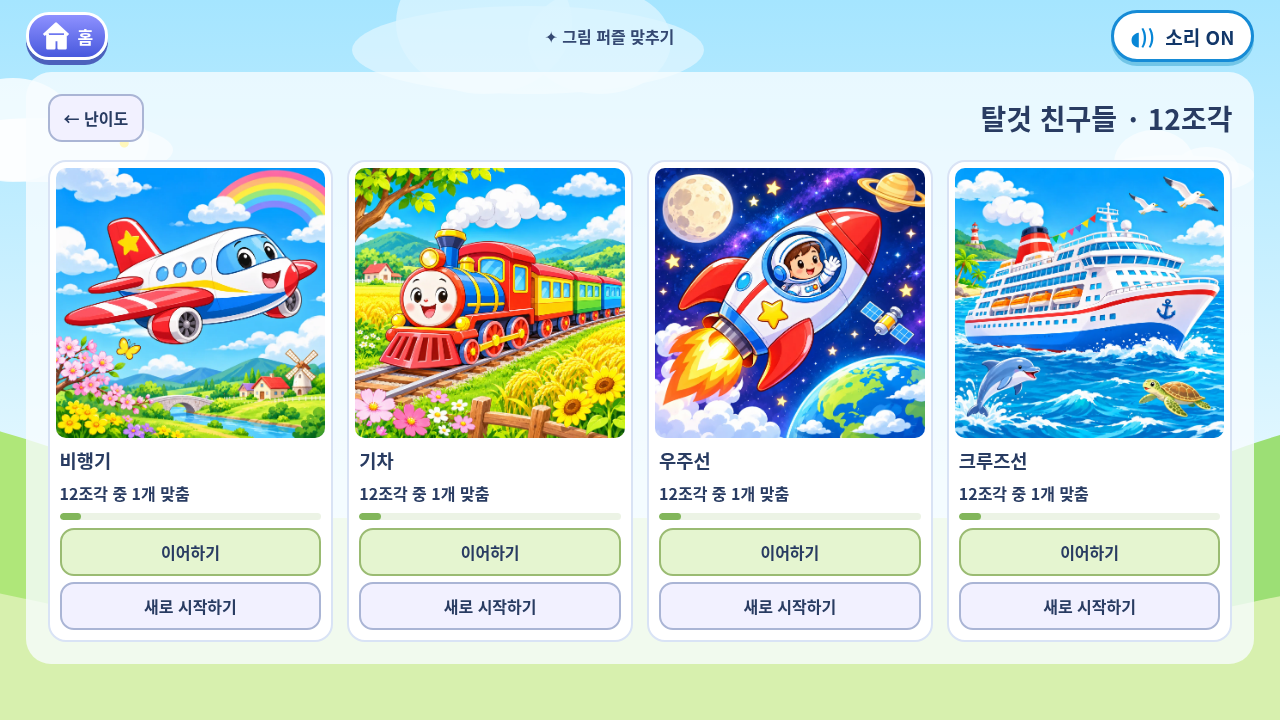 홈
✦ 그림 퍼즐 맞추기
소리 ON
← 난이도
탈것 친구들 · 12조각
비행기
12조각 중 1개 맞춤
이어하기
새로 시작하기
기차
12조각 중 1개 맞춤
이어하기
새로 시작하기
우주선
12조각 중 1개 맞춤
이어하기
새로 시작하기
크루즈선
12조각 중 1개 맞춤
이어하기
새로 시작하기